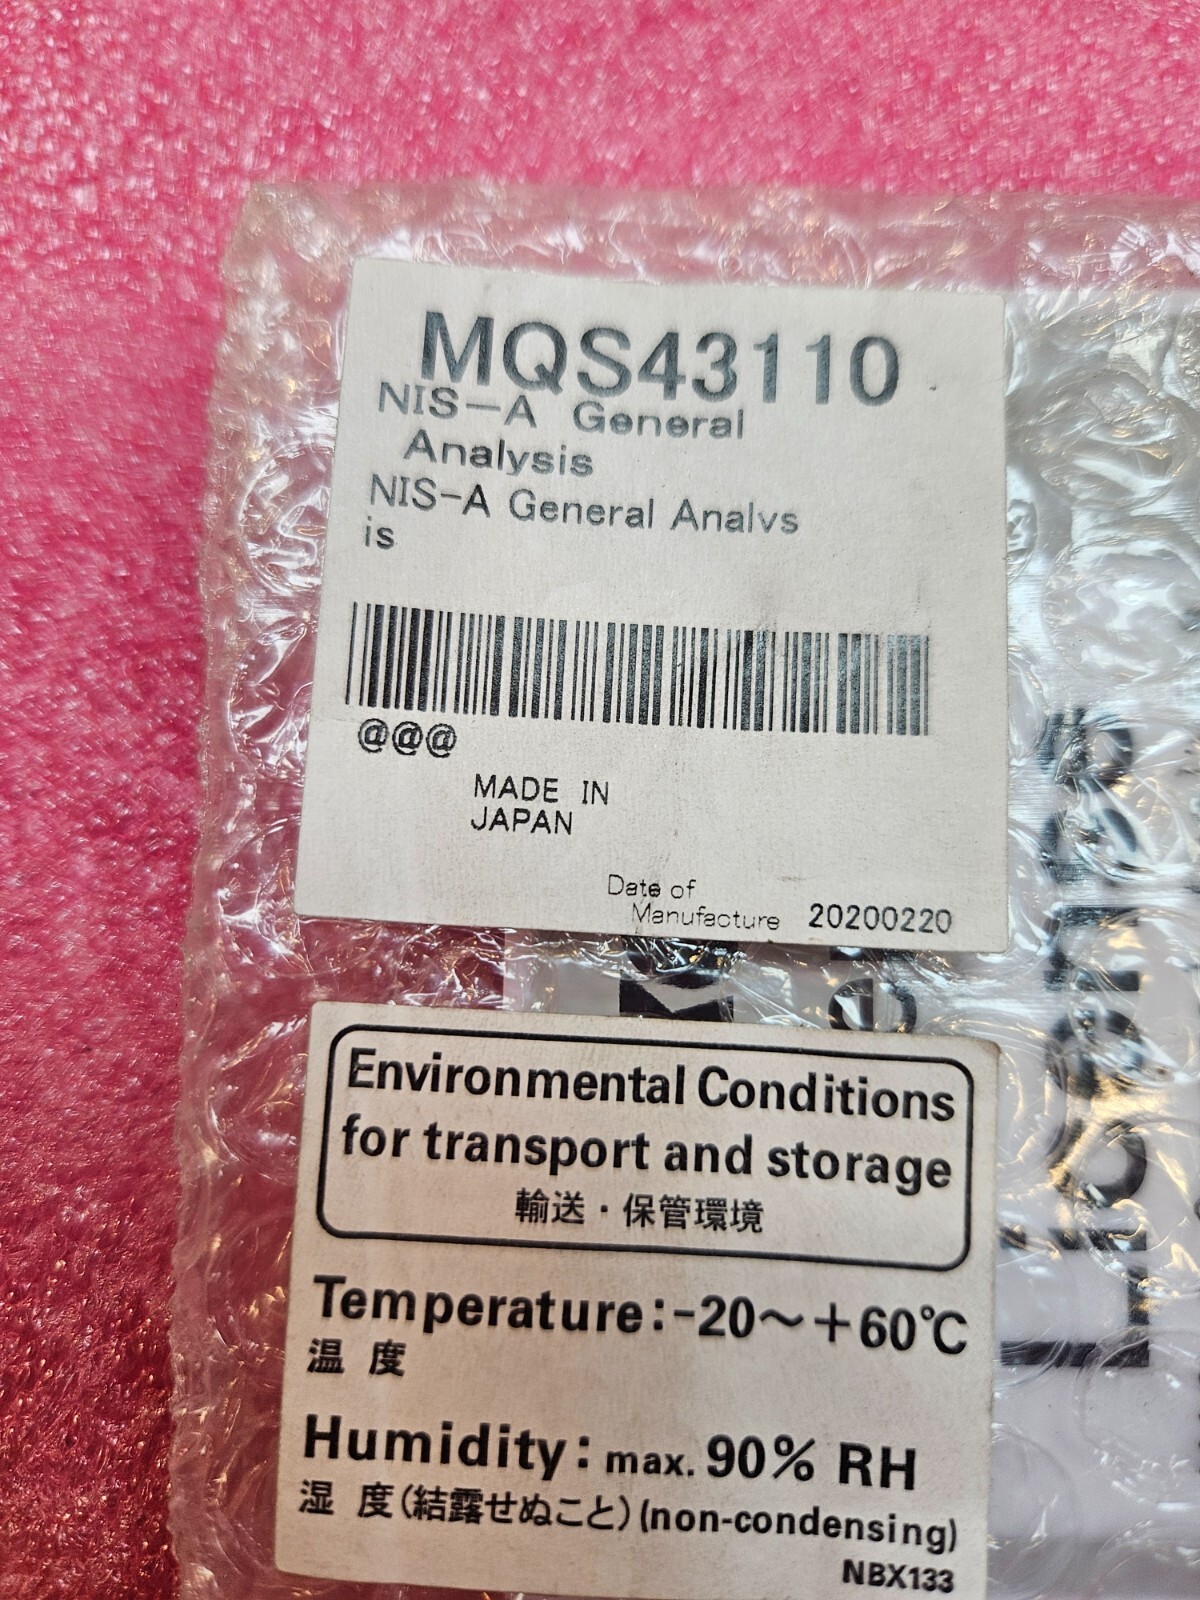 MQS43110
NIS-A General
Analysis
NIS-A General Analys
is
@@@
MADE IN
JAPAN
Date of
Manufacture 20200220
Environmental Conditions
for transport and storage
輸送・保管環境
Temperature:-20〜+60℃
温 度
Humidity: max. 90% RH
湿 度(結露せぬこと)(non-condensing)
NBX133